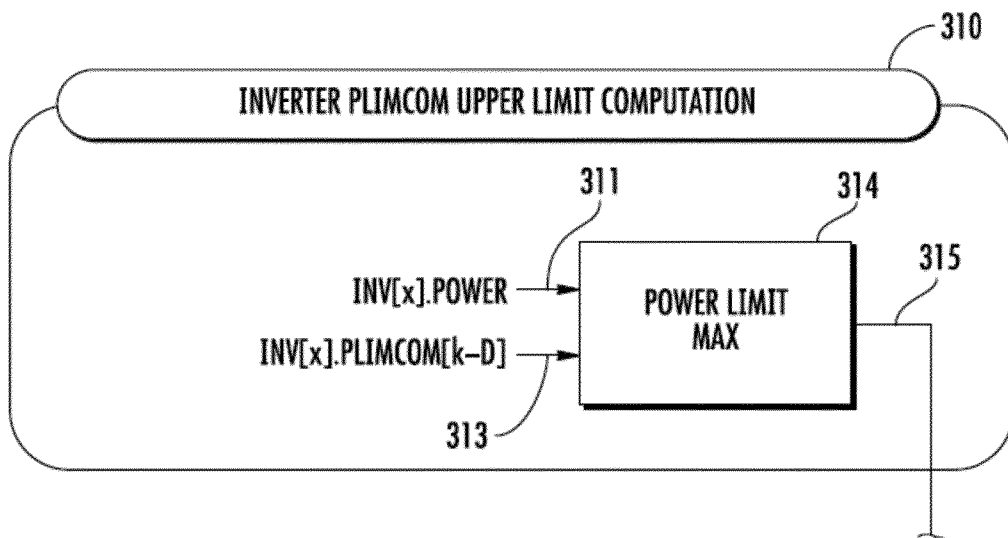 310
INVERTER PLIMCOM UPPER LIMIT COMPUTATION
311
314
315
INV[x].POWER
POWER LIMIT
MAX
INV[x].PLIMCOM[k–D]
313